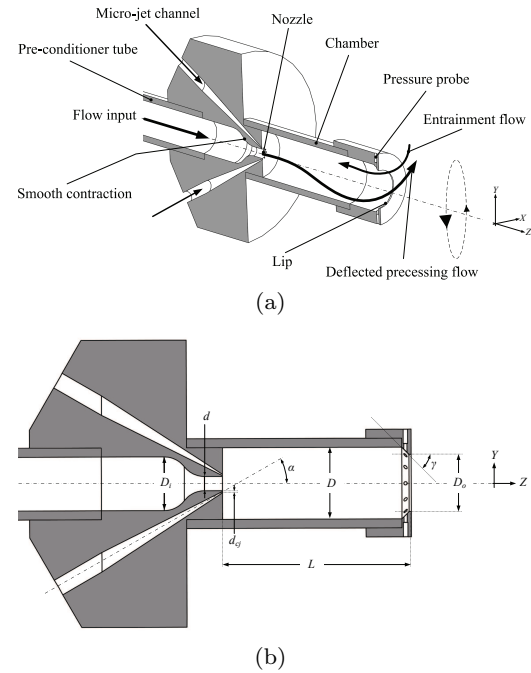 Micro-jet channel
Nozzle
Pre-conditioner tube
Chamber
Pressure probe
Flow input
Entrainment flow
Smooth contraction
Y
X
Z
Lip
Deflected precessing flow
(a)
d
α
γ
D_i
D
D_o
Y
Z
d_cj
L
(b)